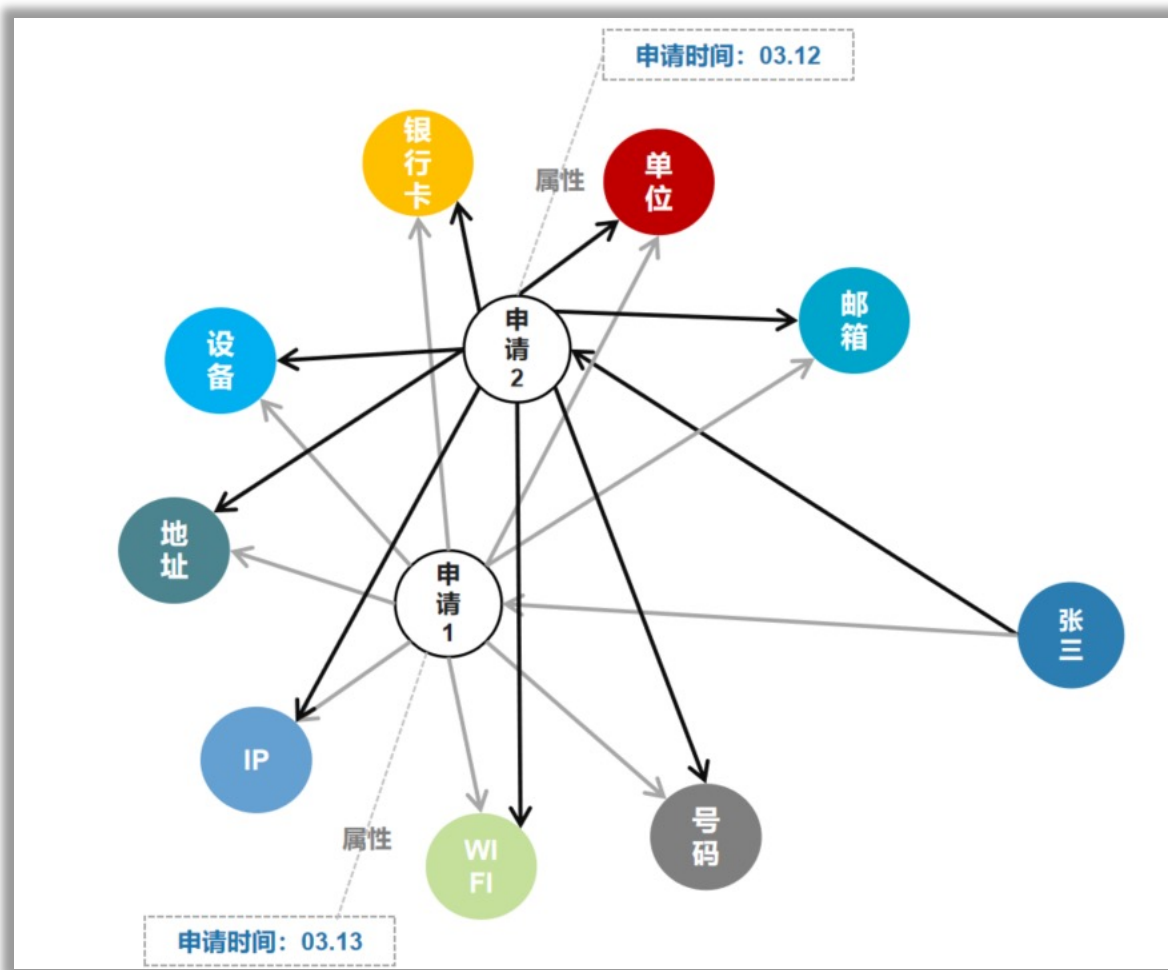 申请时间：03.12
银
行
卡
属性
单
位
邮
箱
申
请
2
设
备
地
址
申
请
1
张
三
IP
WI
FI
号
码
属性
申请时间：03.13